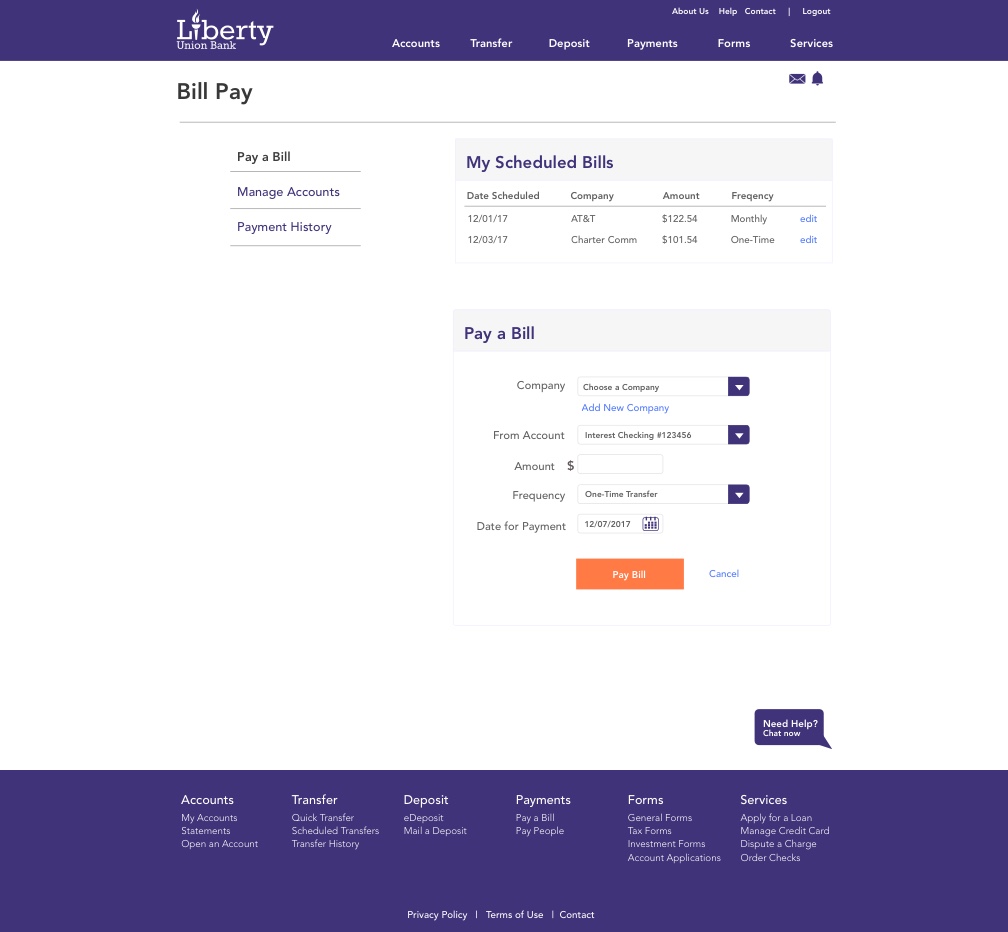 About Us Help Contact | Logout
Liberty
Union Bank
Accounts Transfer Deposit Payments Forms Services
Bill Pay
Pay a Bill
Manage Accounts
Payment History
My Scheduled Bills
Date Scheduled Company Amount Freqency
12/01/17 AT&T $122.54 Monthly edit
12/03/17 Charter Comm $101.54 One-Time edit
Pay a Bill
Company Choose a Company
Add New Company
From Account Interest Checking #123456
Amount $
Frequency One-Time Transfer
Date for Payment 12/07/2017
Pay Bill Cancel
Need Help?
Chat now
Accounts Transfer Deposit Payments Forms Services
My Accounts Quick Transfer eDeposit Pay a Bill General Forms Apply for a Loan
Statements Scheduled Transfers Mail a Deposit Pay People Tax Forms Manage Credit Card
Open an Account Transfer History Investment Forms Dispute a Charge
Account Applications Order Checks
Privacy Policy | Terms of Use | Contact